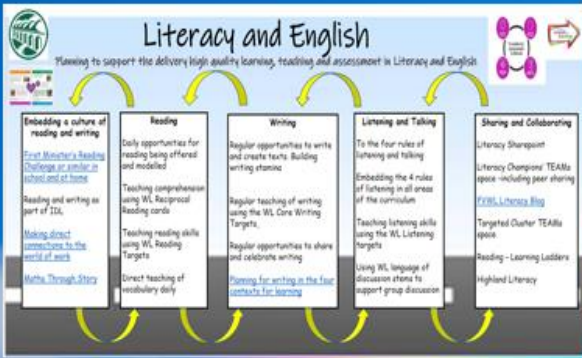 Literacy and English
Planning to support the delivery high quality learning, teaching and assessment in Literacy and English
Embedding a culture of
reading and writing
First Minister's Reading
Challenge or similar in
school and at home
Reading and writing as
part of IDL
Making direct
connections to the
world of work
Maths Through Story
Reading
Daily opportunities for
reading being offered
and modelled
Teaching comprehension
using WL Reciprocal
Reading cards
Teaching reading skills
using WL Reading
Targets
Direct teaching of
vocabulary daily
Writing
Regular opportunities to write
and create texts. Building
writing stamina
Regular teaching of writing
using the WL Core Writing
Targets,
Regular opportunities to share
and celebrate writing
Planning for writing in the four
contexts for learning
Listening and Talking
To the four rules of
listening and talking
Embedding the 4 rules
of listening in all areas
of the curriculum
Teaching listening skills
using the WL Listening
targets
Using WL language of
discussion stems to
support group discussion
Sharing and Collaborating
Literacy Sharepoint
Literacy Champions' TEAMs
space -including peer sharing
FVWL Literacy Blog
Targeted Cluster TEAMs
space.
Reading – Learning Ladders
Highland Literacy